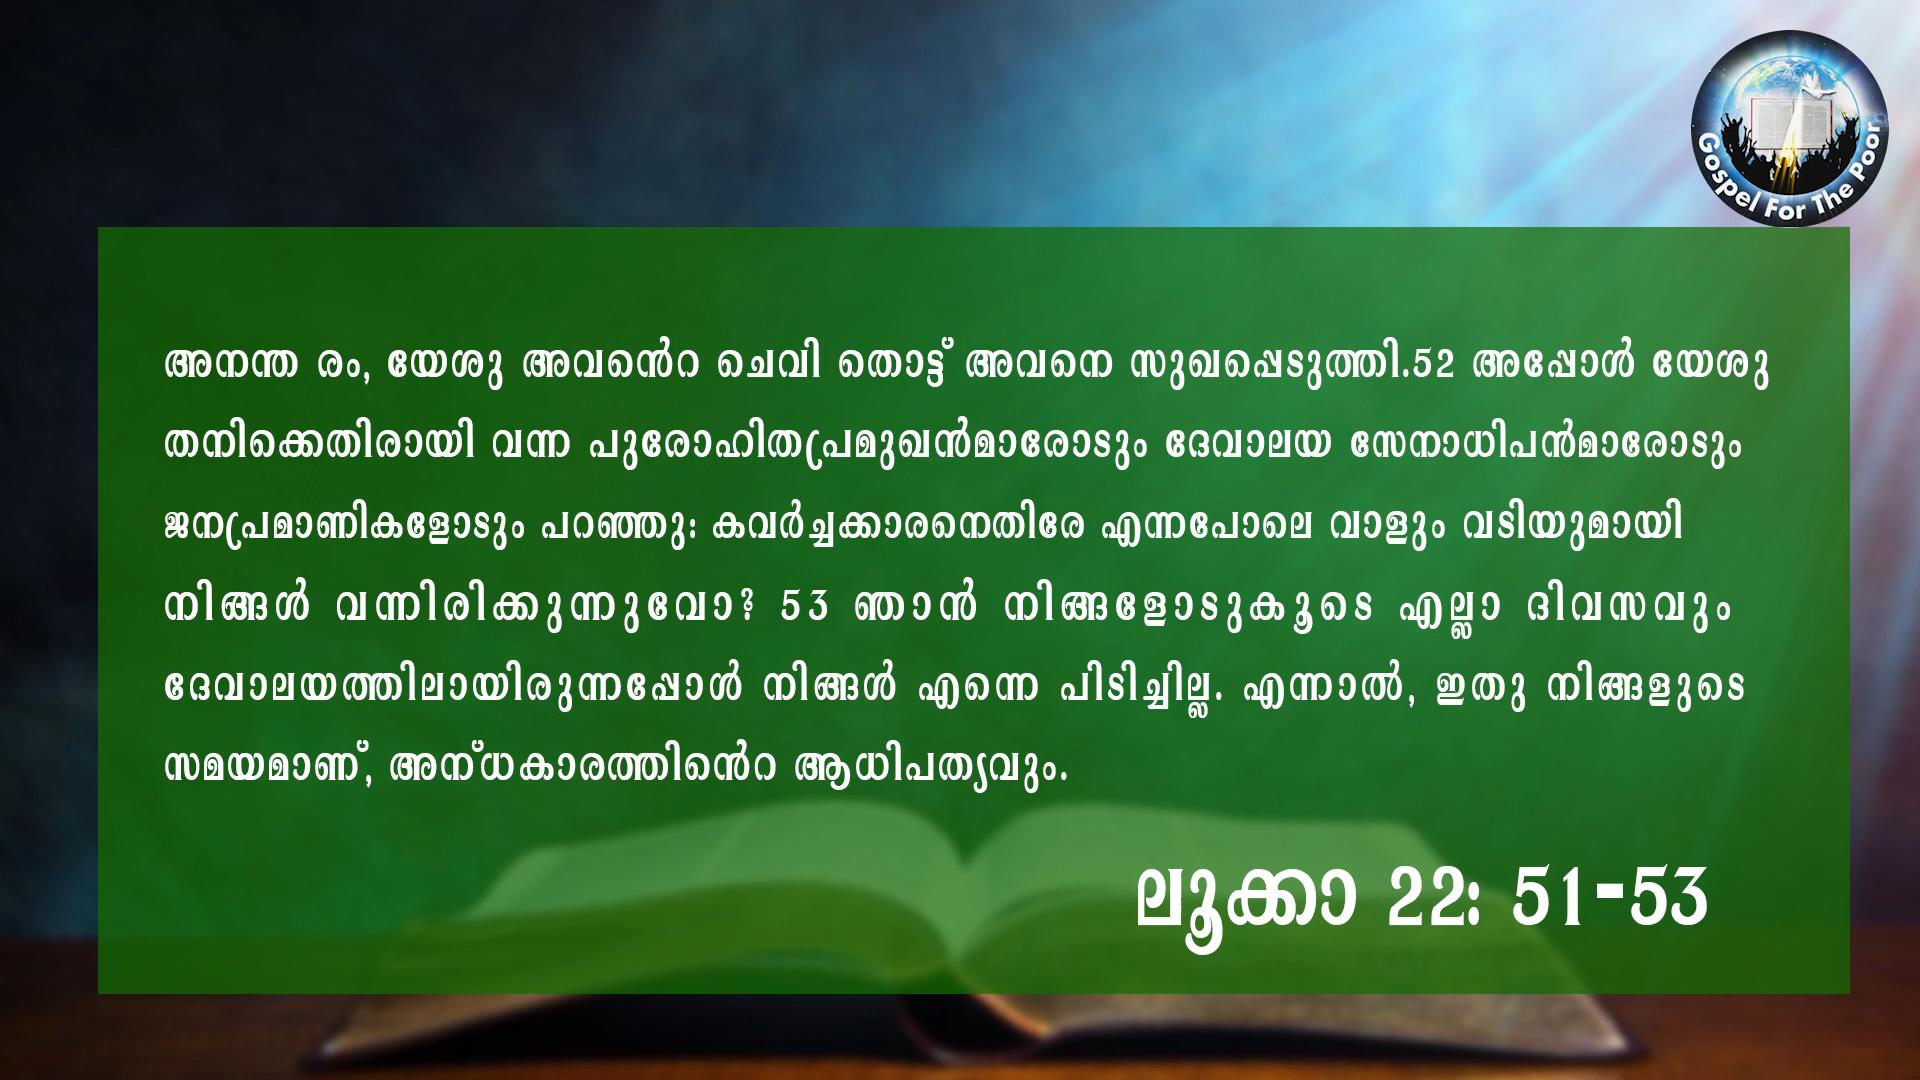 Gospel For The Poor
അനന്ത രം, യേശു അവൻെറ ചെവി തൊട്ട് അവനെ സുഖപ്പെടുത്തി.52 അപ്പോൾ യേശു
തനിക്കെതിരായി വന്ന പുരോഹിതപ്രമുഖൻമാരോടും ദേവാലയ സേനാധിപൻമാരോടും
ജനപ്രമാണികളോടും പറഞ്ഞു: കവർച്ചക്കാരനെതിരേ എന്നപോലെ വാളും വടിയുമായി
നിങ്ങൾ വന്നിരിക്കുന്നുവോ? 53 ഞാൻ നിങ്ങളോടുകൂടെ എല്ലാ ദിവസവും
ദേവാലയത്തിലായിരുന്നപ്പോൾ നിങ്ങൾ എന്നെ പിടിച്ചില്ല. എന്നാൽ, ഇതു നിങ്ങളുടെ
സമയമാണ്, അന്ധകാരത്തിൻെറ ആധിപത്യവും.
ലൂക്കാ 22: 51-53